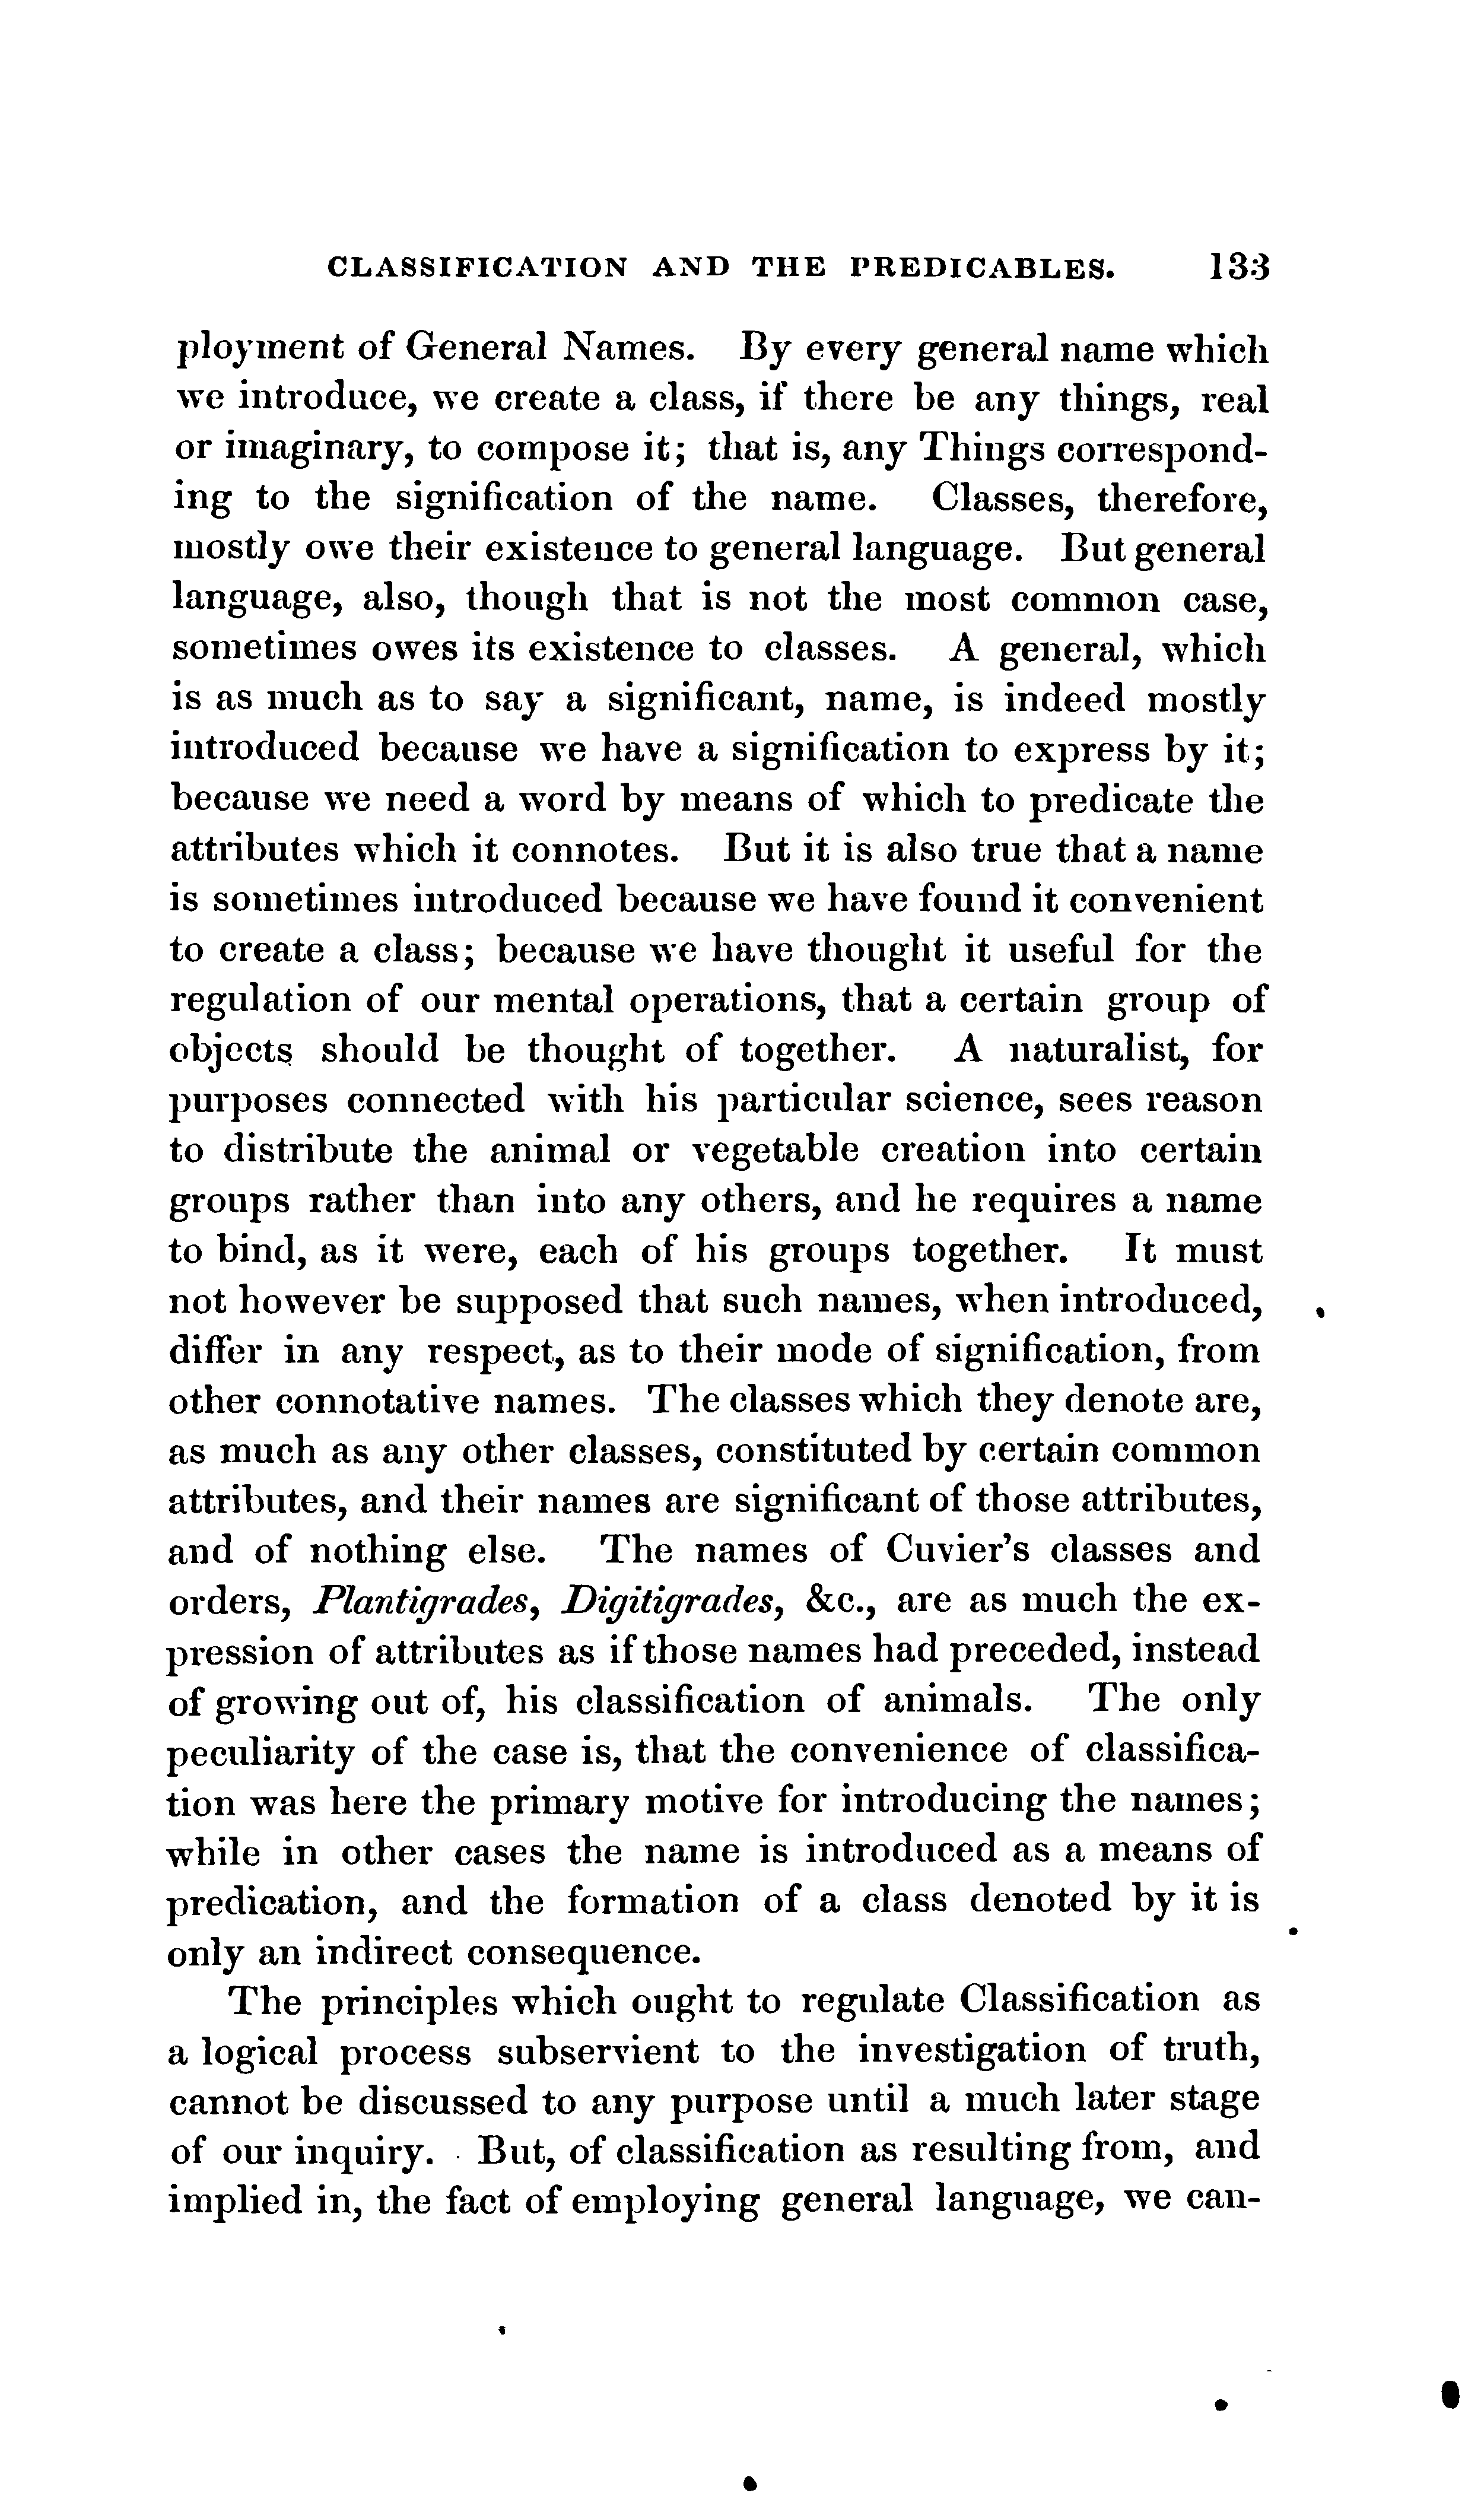 CLASSIFICATION AND THE PREDICABLES. 133
ployment of General Names. By every general name which
we introduce, we create a class, if there be any things, real
or imaginary, to compose it; that is, any Things correspond-
ing to the signification of the name. Classes, therefore,
mostly owe their existence to general language. But general
language, also, though that is not the most common case,
sometimes owes its existence to classes. A general, which
is as much as to say a significant, name, is indeed mostly
introduced because we have a signification to express by it;
because we need a word by means of which to predicate the
attributes which it connotes. But it is also true that a name
is sometimes introduced because we have found it convenient
to create a class; because we have thought it useful for the
regulation of our mental operations, that a certain group of
objects should be thought of together. A naturalist, for
purposes connected with his particular science, sees reason
to distribute the animal or vegetable creation into certain
groups rather than into any others, and he requires a name
to bind, as it were, each of his groups together. It must
not however be supposed that such names, when introduced,
differ in any respect, as to their mode of signification, from
other connotative names. The classes which they denote are,
as much as any other classes, constituted by certain common
attributes, and their names are significant of those attributes,
and of nothing else. The names of Cuvier's classes and
orders, Plantigrades, Digitigrades, &c., are as much the ex-
pression of attributes as if those names had preceded, instead
of growing out of, his classification of animals. The only
peculiarity of the case is, that the convenience of classifica-
tion was here the primary motive for introducing the names;
while in other cases the name is introduced as a means of
predication, and the formation of a class denoted by it is
only an indirect consequence.
The principles which ought to regulate Classification as
a logical process subservient to the investigation of truth,
cannot be discussed to any purpose until a much later stage
of our inquiry. But, of classification as resulting from, and
implied in, the fact of employing general language, we can-